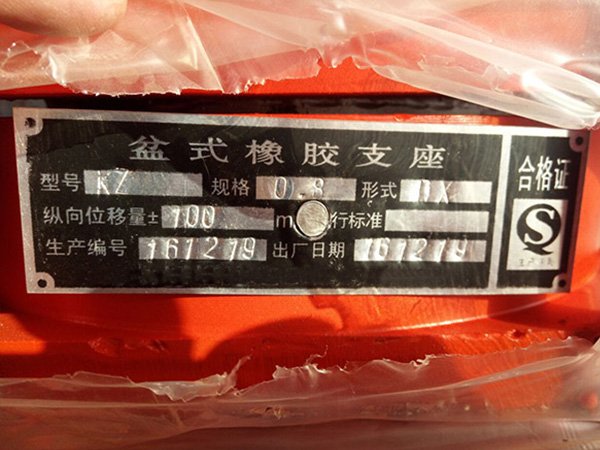 盆式橡胶支座
型号 KZ 规格 0.8 形式 DX
纵向位移量± 100 m 行标准
生产编号 161219 出厂日期 161219
合格证